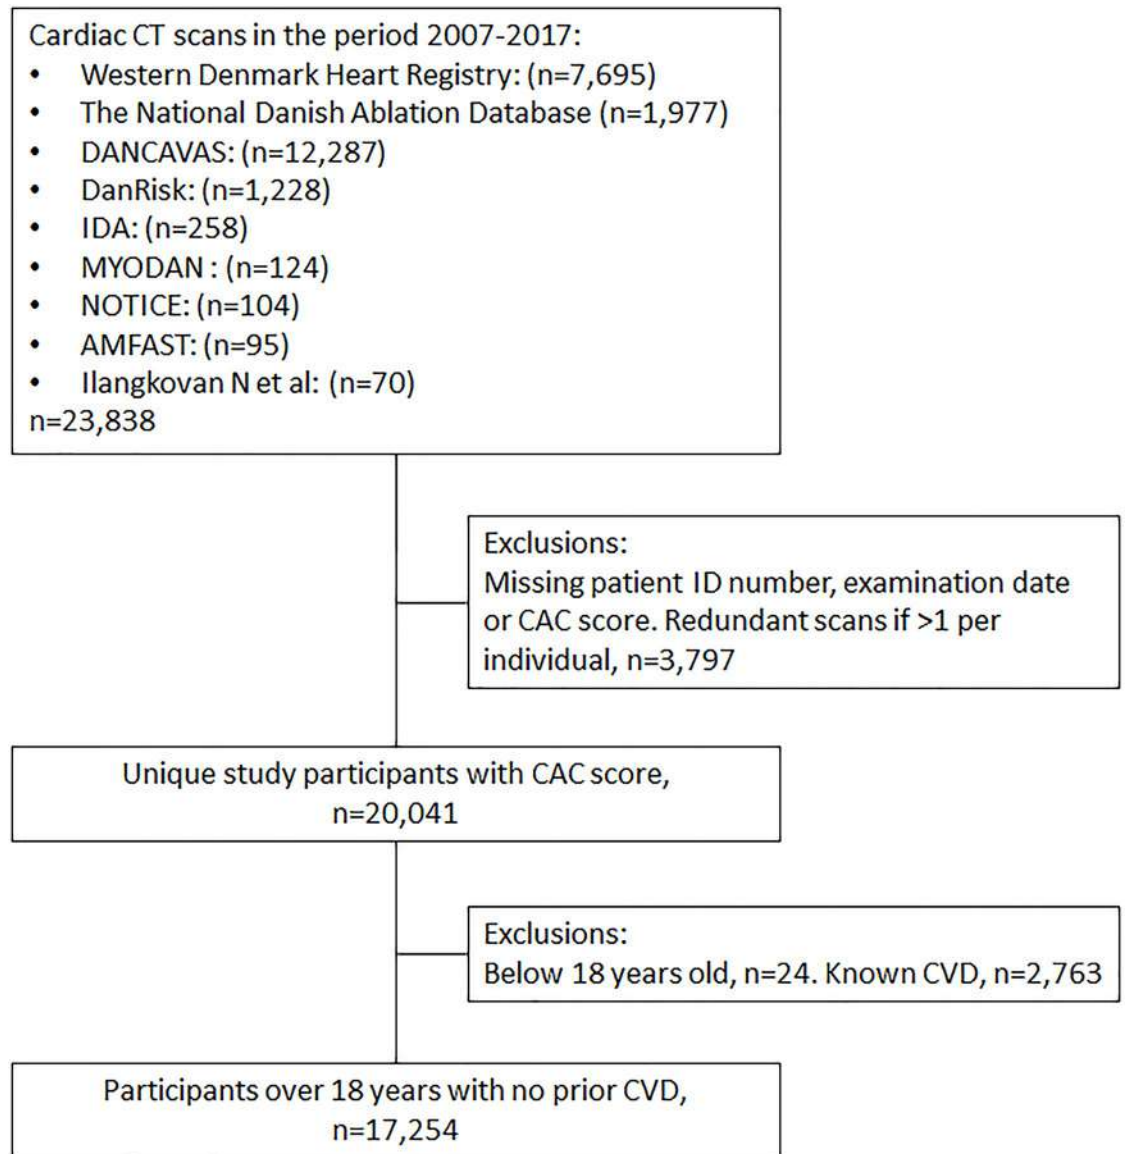 Cardiac CT scans in the period 2007-2017:
• Western Denmark Heart Registry: (n=7,695)
• The National Danish Ablation Database (n=1,977)
• DANCAVAS: (n=12,287)
• DanRisk: (n=1,228)
• IDA: (n=258)
• MYODAN : (n=124)
• NOTICE: (n=104)
• AMFAST: (n=95)
• Ilangkovan N et al: (n=70)
n=23,838
Exclusions:
Missing patient ID number, examination date
or CAC score. Redundant scans if >1 per
individual, n=3,797
Unique study participants with CAC score,
n=20,041
Exclusions:
Below 18 years old, n=24. Known CVD, n=2,763
Participants over 18 years with no prior CVD,
n=17,254